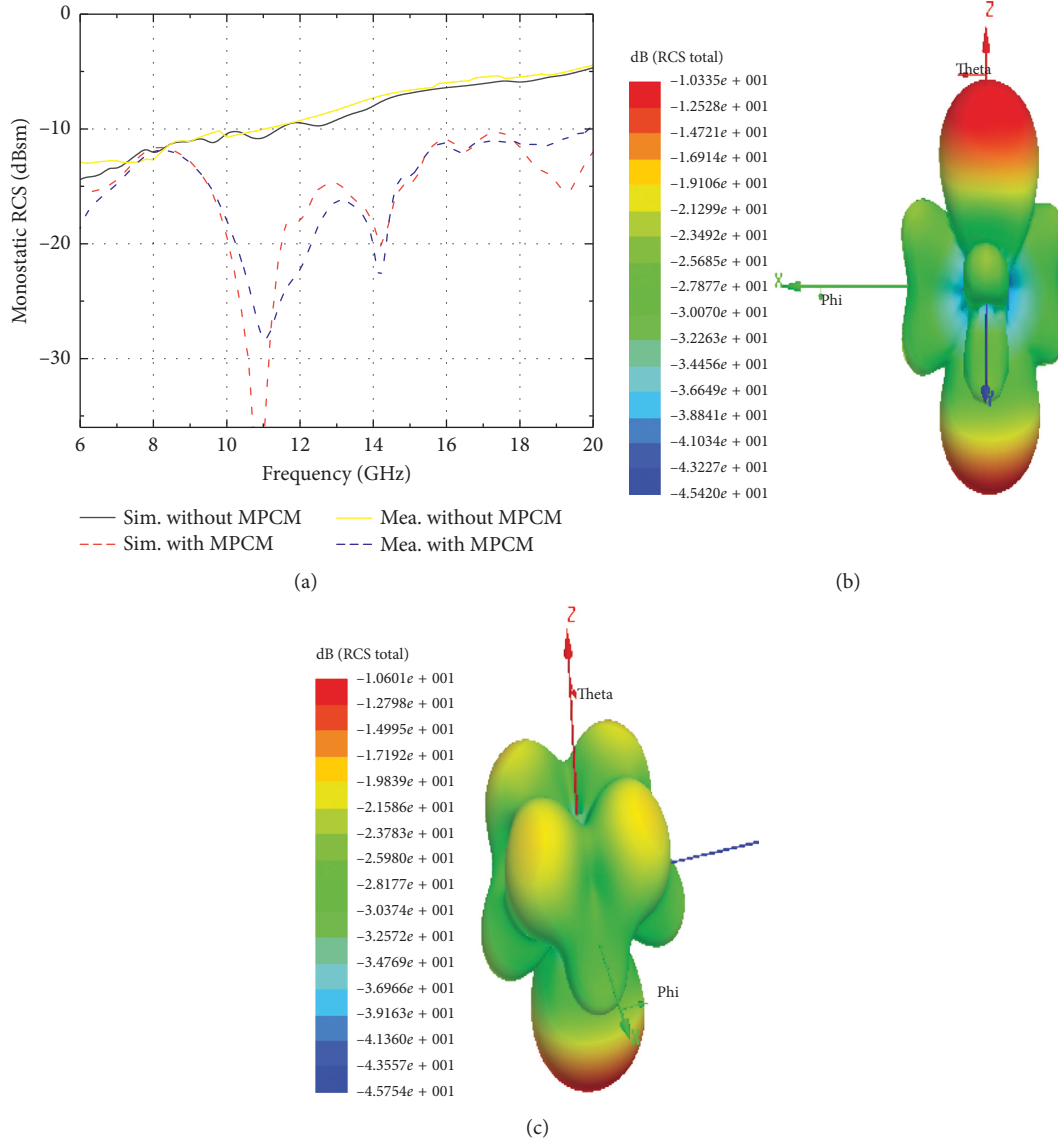 0
−10
−20
−30
Monostatic RCS (dBsm)
6 8 10 12 14 16 18 20
Frequency (GHz)
Sim. without MPCM
Mea. without MPCM
Sim. with MPCM
Mea. with MPCM
(a)
dB (RCS total)
−1.0335e + 001
−1.2528e + 001
−1.4721e + 001
−1.6914e + 001
−1.9106e + 001
−2.1299e + 001
−2.3492e + 001
−2.5685e + 001
−2.7877e + 001
−3.0070e + 001
−3.2263e + 001
−3.4456e + 001
−3.6649e + 001
−3.8841e + 001
−4.1034e + 001
−4.3227e + 001
−4.5420e + 001
Z
Theta
X
Phi
(b)
dB (RCS total)
−1.0601e + 001
−1.2798e + 001
−1.4995e + 001
−1.7192e + 001
−1.9839e + 001
−2.1586e + 001
−2.3783e + 001
−2.5980e + 001
−2.8177e + 001
−3.0374e + 001
−3.2572e + 001
−3.4769e + 001
−3.6966e + 001
−3.9163e + 001
−4.1360e + 001
−4.3557e + 001
−4.5754e + 001
Z
Theta
Phi
(c)